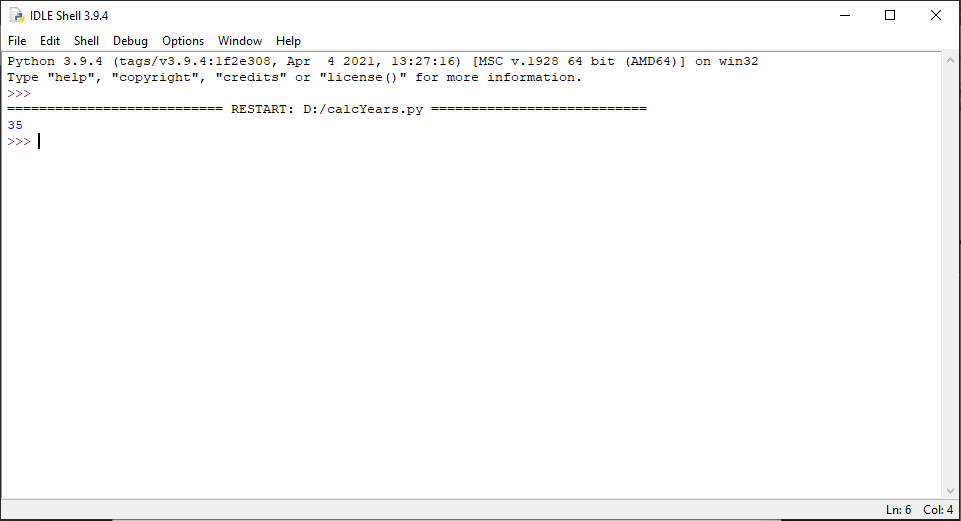 IDLE Shell 3.9.4
File Edit Shell Debug Options Window Help
Python 3.9.4 (tags/v3.9.4:1f2e308, Apr  4 2021, 13:27:16) [MSC v.1928 64 bit (AMD64)] on win32
Type "help", "copyright", "credits" or "license()" for more information.
>>>
=========================== RESTART: D:/calcYears.py ===========================
35
>>>
Ln: 6 Col: 4